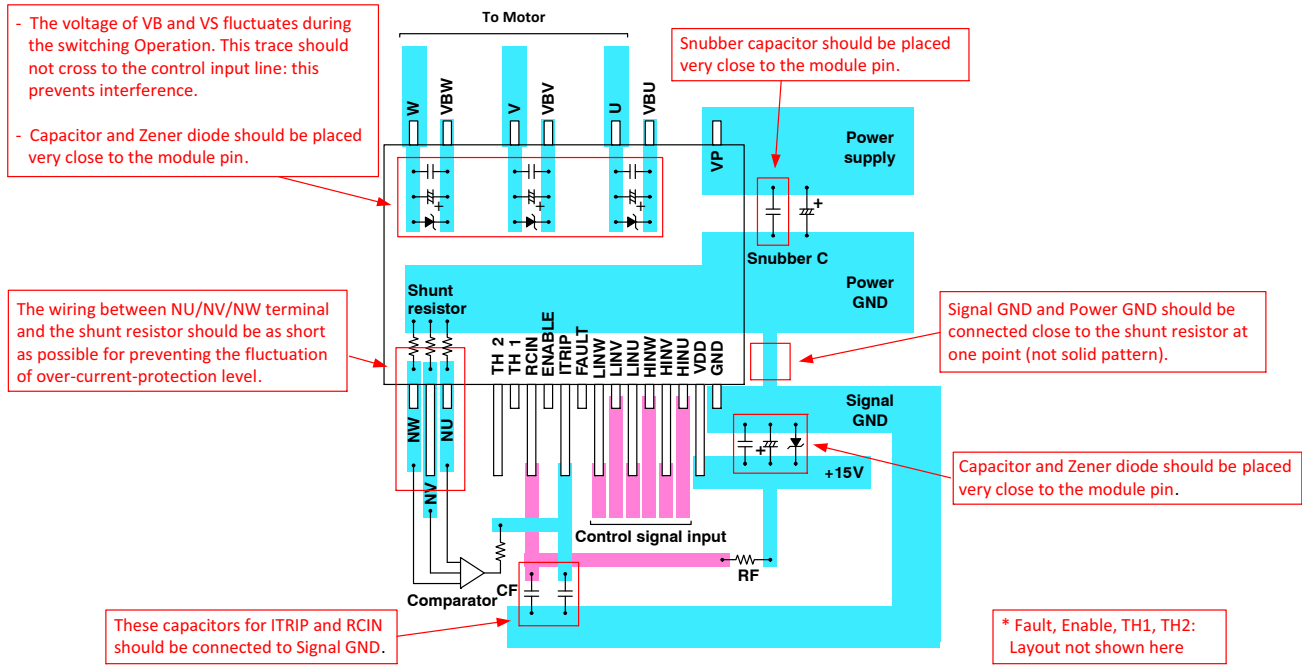 - The voltage of VB and VS fluctuates during
the switching Operation. This trace should
not cross to the control input line: this
prevents interference.
- Capacitor and Zener diode should be placed
very close to the module pin.
To Motor
Snubber capacitor should be placed
very close to the module pin.
W
VBW
V
VBV
U
VBU
VP
Power
supply
+
+
+
+
Snubber C
Power
GND
The wiring between NU/NV/NW terminal
and the shunt resistor should be as short
as possible for preventing the fluctuation
of over-current-protection level.
Shunt
resistor
Signal GND and Power GND should be
connected close to the shunt resistor at
one point (not solid pattern).
TH 2
TH 1
RCIN
ENABLE
ITRIP
FAULT
LINW
LINV
LINU
HINW
HINV
HINU
VDD
GND
NW
NV
NU
Signal
GND
+
+15V
Capacitor and Zener diode should be placed
very close to the module pin.
Control signal input
RF
CF
Comparator
These capacitors for ITRIP and RCIN
should be connected to Signal GND.
* Fault, Enable, TH1, TH2:
Layout not shown here